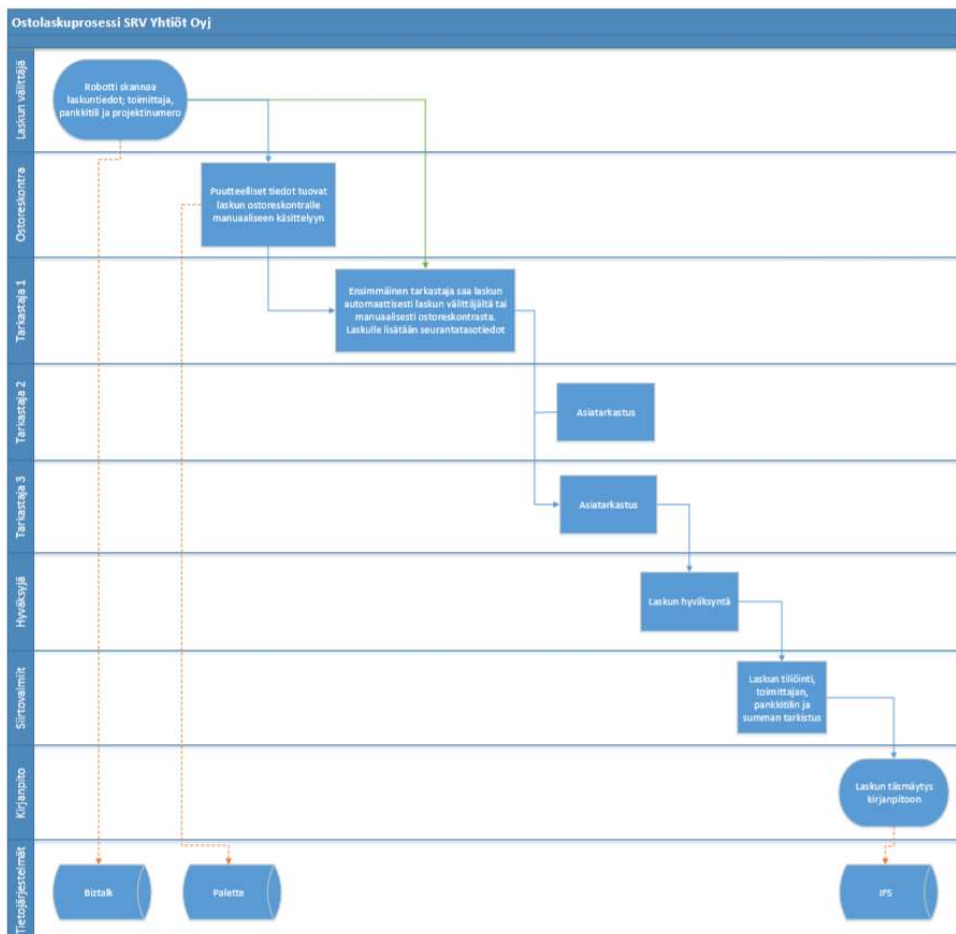 Ostolaskuprosessi SRV Yhtiöt Oyj
Laskun välittäjä
Robotti skannaa
laskuntiedot; toimittaja,
pankkitili ja projektinumero
Ostoreskontra
Puutteelliset tiedot tuovat
laskun ostoreskontralle
manuaaliseen käsittelyyn
Tarkastaja 1
Ensimmäinen tarkastaja saa laskun
automaattisesti laskun välittäjältä tai
manuaalisesti ostoreskontrasta.
Laskulle lisätään seurantatasotiedot
Tarkastaja 2
Asiatarkastus
Tarkastaja 3
Asiatarkastus
Hyväksyjä
Laskun hyväksyntä
Siirtovalmiit
Laskun tiliöinti,
toimittajan,
pankkitilin ja
summan tarkistus
Kirjanpito
Laskun täsmäytys
kirjanpitoon
Tietojärjestelmät
Biztalk
Palette
IFS